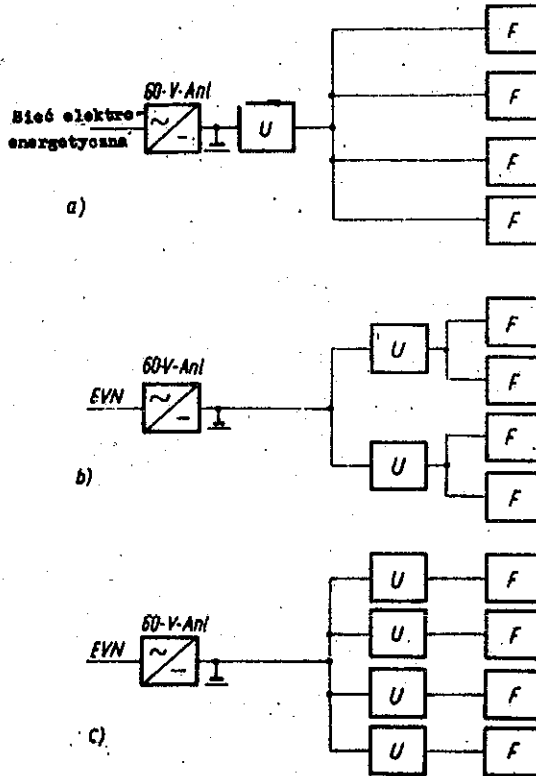 60-V-Anl
Sieć elektro-
energetyczna
~
-
U
F
F
F
F
a)
60-V-Anl
EVN
~
-
U
U
F
F
F
F
b)
60-V-Anl
EVN
~
-
U
U
U
U
F
F
F
F
c)